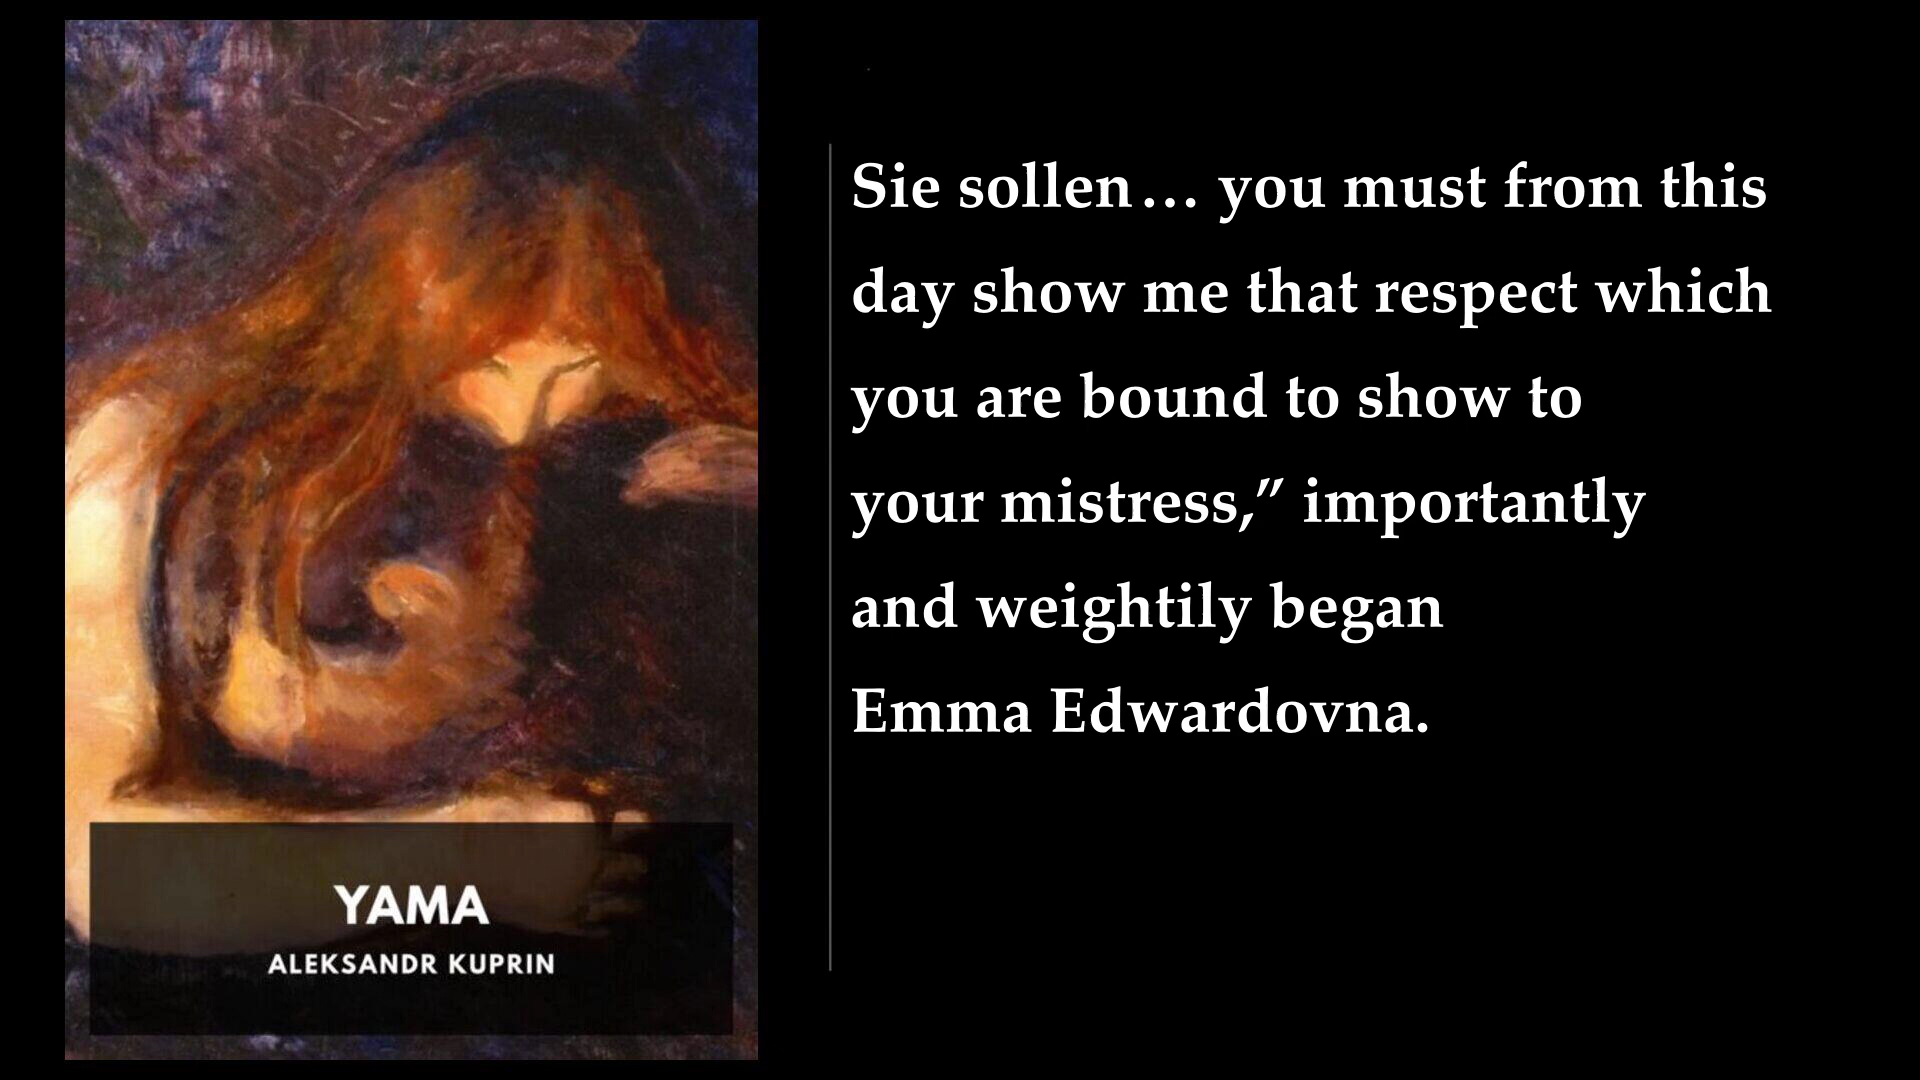 YAMA
ALEKSANDR KUPRIN
Sie sollen… you must from this
day show me that respect which
you are bound to show to
your mistress,” importantly
and weightily began
Emma Edwardovna.